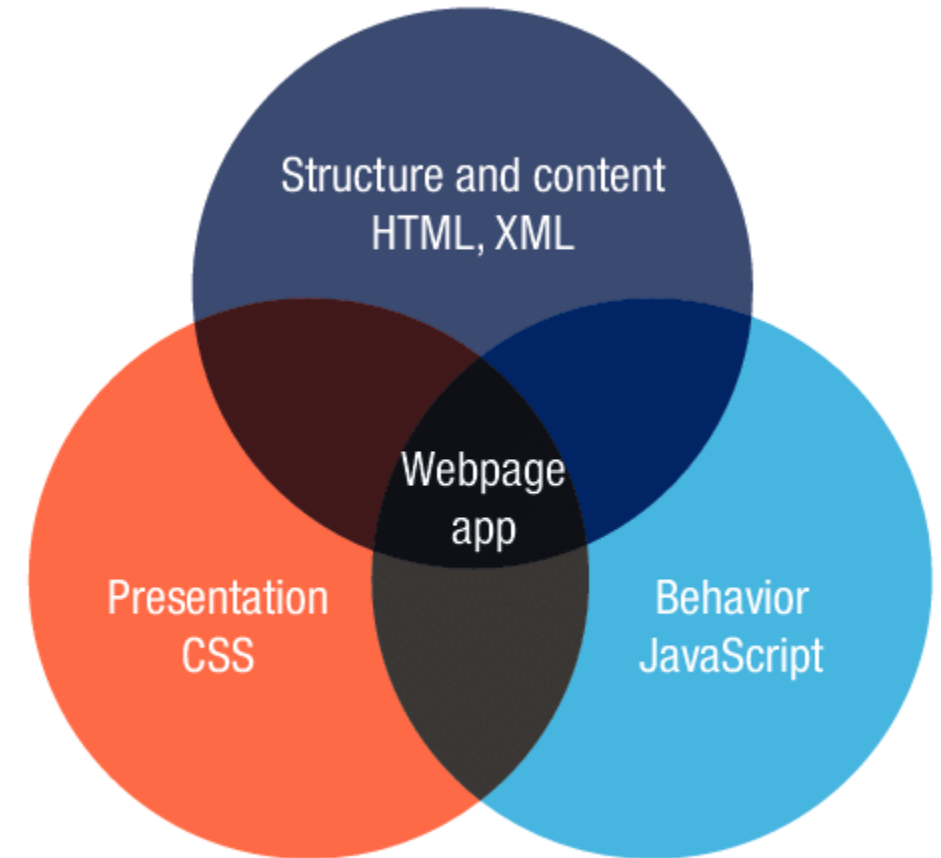 Structure and content
HTML, XML
Webpage
app
Presentation
CSS
Behavior
JavaScript